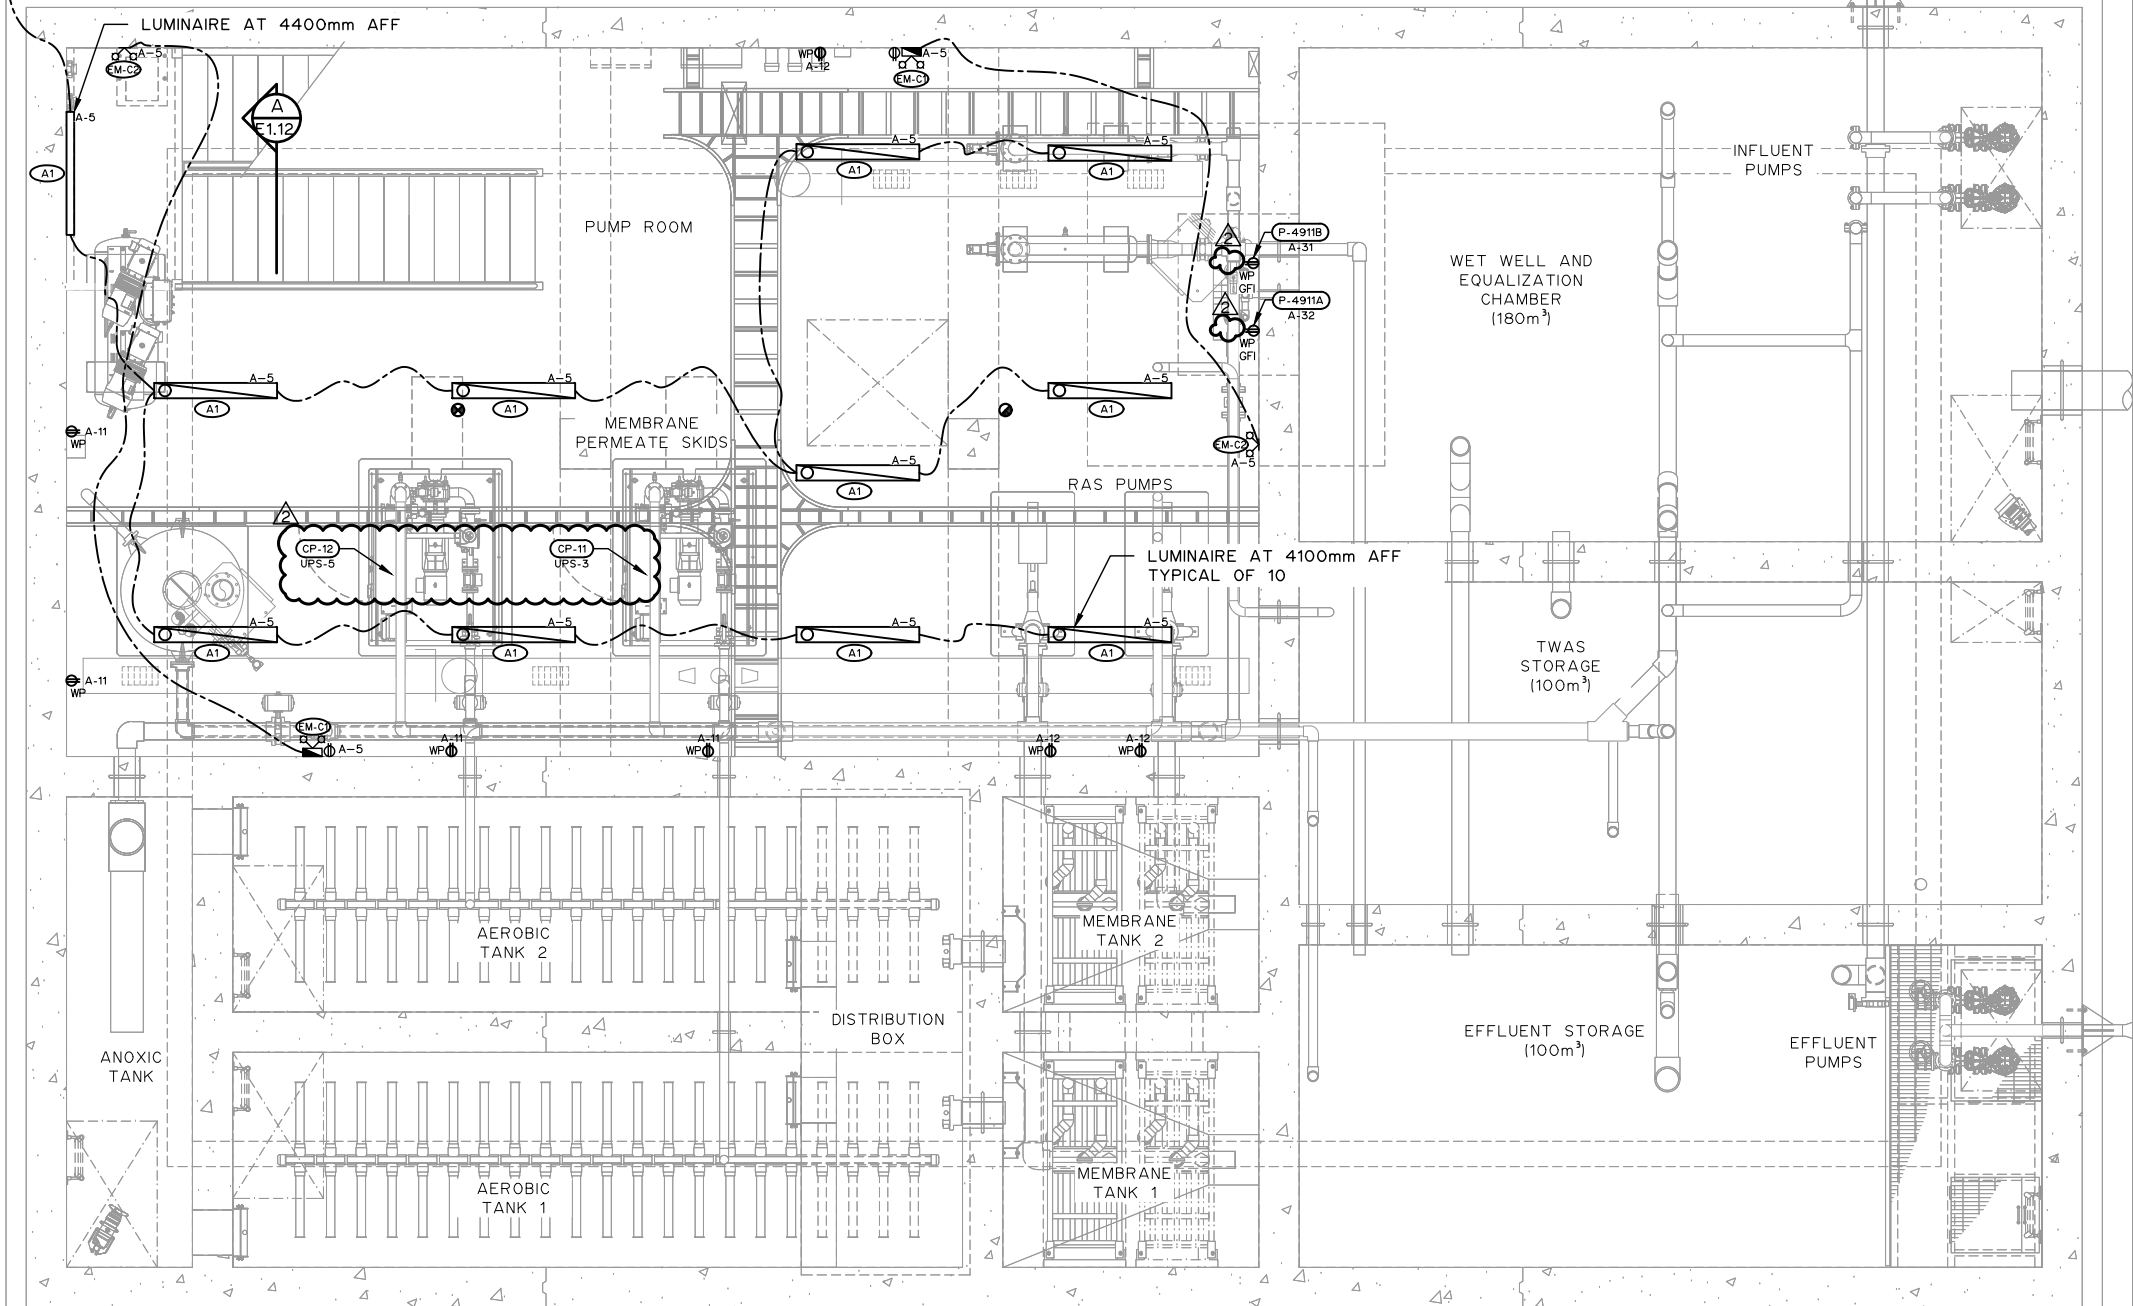 LUMINAIRE AT 4400mm AFF
A-5
EM-C2
WP
A-12
A-5
EM-C1
A-5
A
E1.12
A1
A-5
A1
A-5
A1
INFLUENT
PUMPS
PUMP ROOM
2
P-4911B
A-31
WP
GFI
2
P-4911A
A-32
WP
GFI
WET WELL AND
EQUALIZATION
CHAMBER
(180m³)
A-5
A1
A-5
A1
A-5
A1
A-11
WP
MEMBRANE
PERMEATE SKIDS
EM-C2
A-5
A-5
A1
RAS PUMPS
2
CP-12
UPS-5
CP-11
UPS-3
LUMINAIRE AT 4100mm AFF
TYPICAL OF 10
A-5
A1
A-5
A1
A-5
A1
A-5
A1
TWAS
STORAGE
(100m³)
A-11
WP
EM-C1
A-5
A-11
WP
A-11
WP
A-12
WP
A-12
WP
AEROBIC
TANK 2
MEMBRANE
TANK 2
DISTRIBUTION
BOX
EFFLUENT STORAGE
(100m³)
EFFLUENT
PUMPS
ANOXIC
TANK
AEROBIC
TANK 1
MEMBRANE
TANK 1